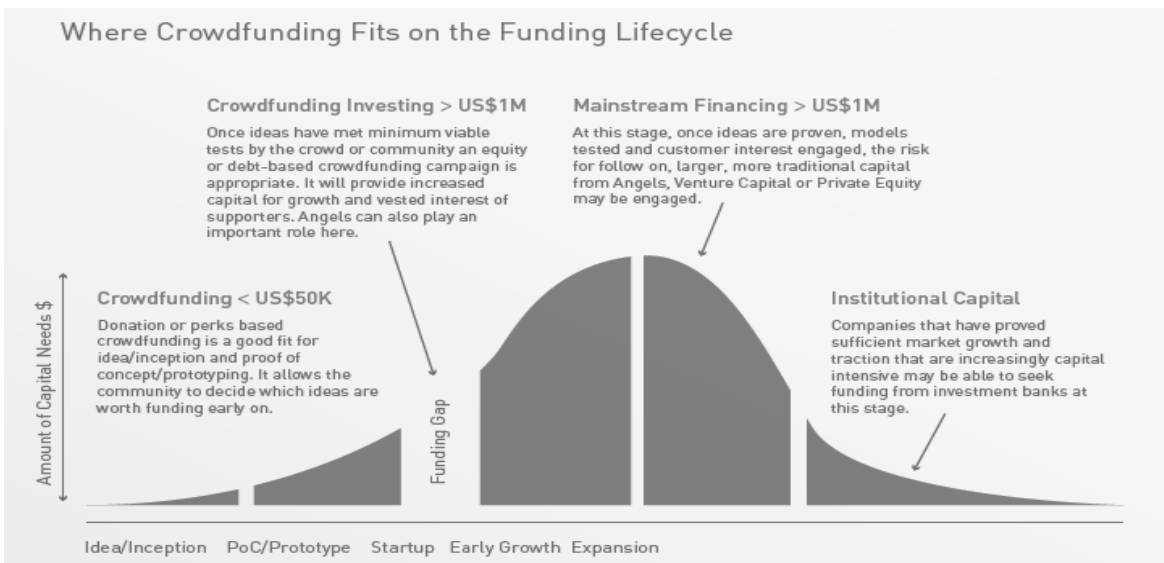 Where Crowdfunding Fits on the Funding Lifecycle
Crowdfunding Investing > US$1M
Once ideas have met minimum viable
tests by the crowd or community an equity
or debt-based crowdfunding campaign is
appropriate. It will provide increased
capital for growth and vested interest of
supporters. Angels can also play an
important role here.
Mainstream Financing > US$1M
At this stage, once ideas are proven, models
tested and customer interest engaged, the risk
for follow on, larger, more traditional capital
from Angels, Venture Capital or Private Equity
may be engaged.
Crowdfunding < US$50K
Donation or perks based
crowdfunding is a good fit for
idea/inception and proof of
concept/prototyping. It allows the
community to decide which ideas are
worth funding early on.
Institutional Capital
Companies that have proved
sufficient market growth and
traction that are increasingly capital
intensive may be able to seek
funding from investment banks at
this stage.
Amount of Capital Needs $
Funding Gap
Idea/Inception PoC/Prototype Startup Early Growth Expansion